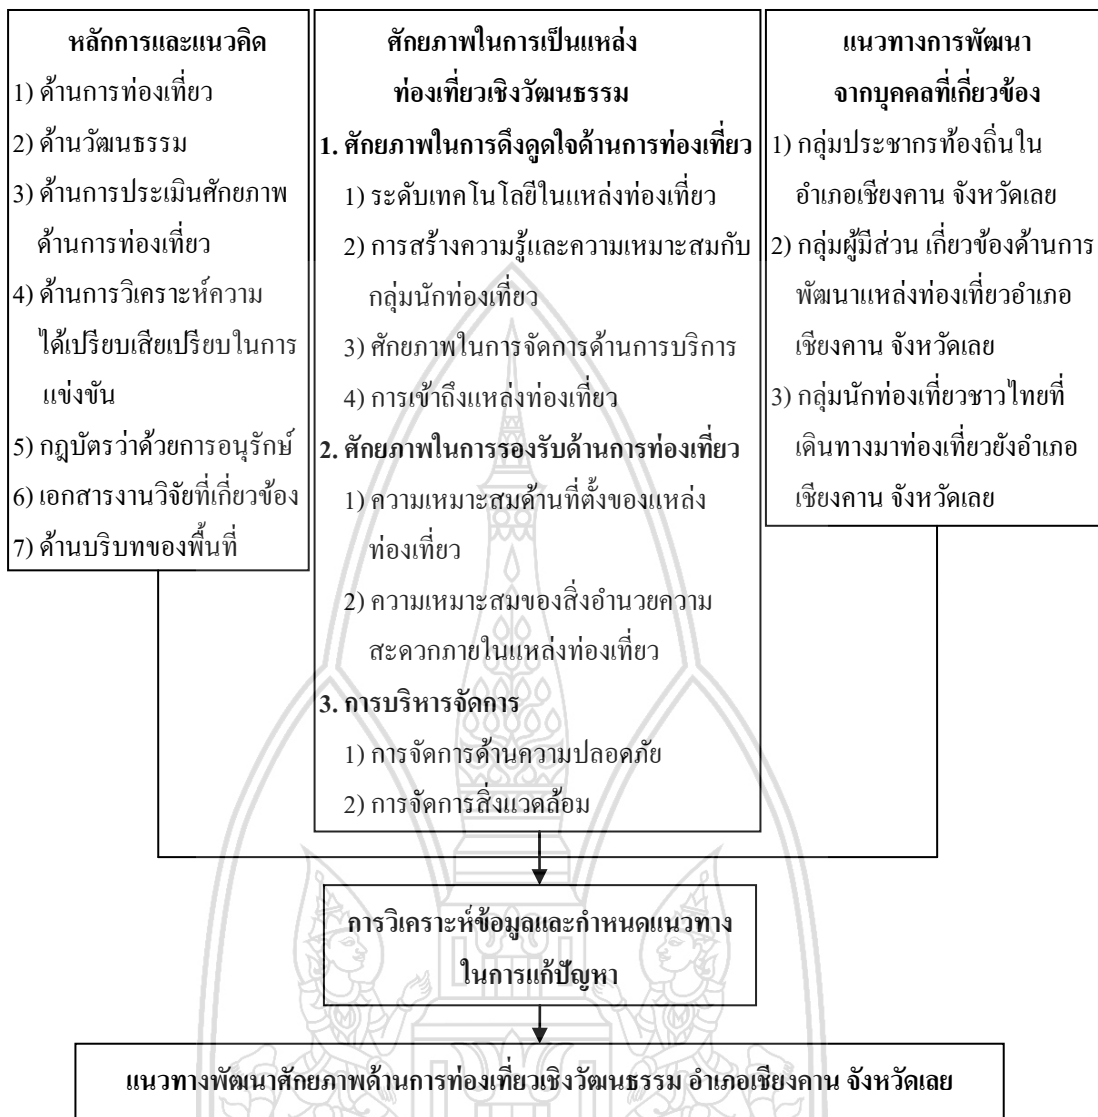 หลักการและแนวคิด
1) ด้านการท่องเที่ยว
2) ด้านวัฒนธรรม
3) ด้านการประเมินศักยภาพ
ด้านการท่องเที่ยว
4) ด้านการวิเคราะห์ความ
ได้เปรียบเสียเปรียบในการ
แข่งขัน
5) กฎบัตรว่าด้วยการอนุรักษ์
6) เอกสารงานวิจัยที่เกี่ยวข้อง
7) ด้านบริบทของพื้นที่
ศักยภาพในการเป็นแหล่ง
ท่องเที่ยวเชิงวัฒนธรรม
1. ศักยภาพในการดึงดูดใจด้านการท่องเที่ยว
1) ระดับเทคโนโลยีในแหล่งท่องเที่ยว
2) การสร้างความรู้และความเหมาะสมกับ
กลุ่มนักท่องเที่ยว
3) ศักยภาพในการจัดการด้านการบริการ
4) การเข้าถึงแหล่งท่องเที่ยว
2. ศักยภาพในการรองรับด้านการท่องเที่ยว
1) ความเหมาะสมด้านที่ตั้งของแหล่ง
ท่องเที่ยว
2) ความเหมาะสมของสิ่งอำนวยความ
สะดวกภายในแหล่งท่องเที่ยว
3. การบริหารจัดการ
1) การจัดการด้านความปลอดภัย
2) การจัดการสิ่งแวดล้อม
แนวทางการพัฒนา
จากบุคคลที่เกี่ยวข้อง
1) กลุ่มประชากรท้องถิ่นใน
อำเภอเชียงคาน จังหวัดเลย
2) กลุ่มผู้มีส่วน เกี่ยวข้องด้านการ
พัฒนาแหล่งท่องเที่ยวอำเภอ
เชียงคาน จังหวัดเลย
3) กลุ่มนักท่องเที่ยวชาวไทยที่
เดินทางมาท่องเที่ยวยังอำเภอ
เชียงคาน จังหวัดเลย
การวิเคราะห์ข้อมูลและกำหนดแนวทาง
ในการแก้ปัญหา
แนวทางพัฒนาศักยภาพด้านการท่องเที่ยวเชิงวัฒนธรรม อำเภอเชียงคาน จังหวัดเลย